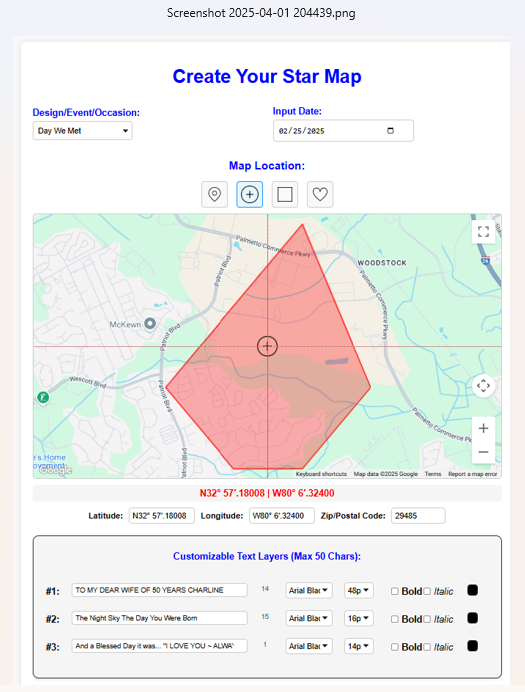 Screenshot 2025-04-01 204439.png
Create Your Star Map
Design/Event/Occasion:
Input Date:
Day We Met
02/25/2025
Map Location:
Palmetto Commerce Pkwy
Patriot Blvd
WOODSTOCK
26
Palmetto Commerce Pkwy
McKewn
Patriot Blvd
Wescott Blvd
Patriot Blvd
Palmetto Commerce Pkwy
Patriot Blvd
e's Home
ovement
Google
Keyboard shortcuts Map data ©2025 Google Terms Report a map error
N32° 57'.18008 | W80° 6'.32400
Latitude: N32° 57'.18008 Longitude: W80° 6'.32400 Zip/Postal Code: 29485
Customizable Text Layers (Max 50 Chars):
#1: TO MY DEAR WIFE OF 50 YEARS CHARLINE 14 Arial Blac 48p Bold Italic
#2: The Night Sky The Day You Were Born 15 Arial Blac 16p Bold Italic
#3: And a Blessed Day it was... "I LOVE YOU ~ ALWA 1 Arial Blac 14p Bold Italic